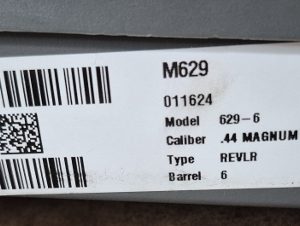 M629
011624
Model 629-6
Caliber .44 MAGNUM
Type REVLR
Barrel 6